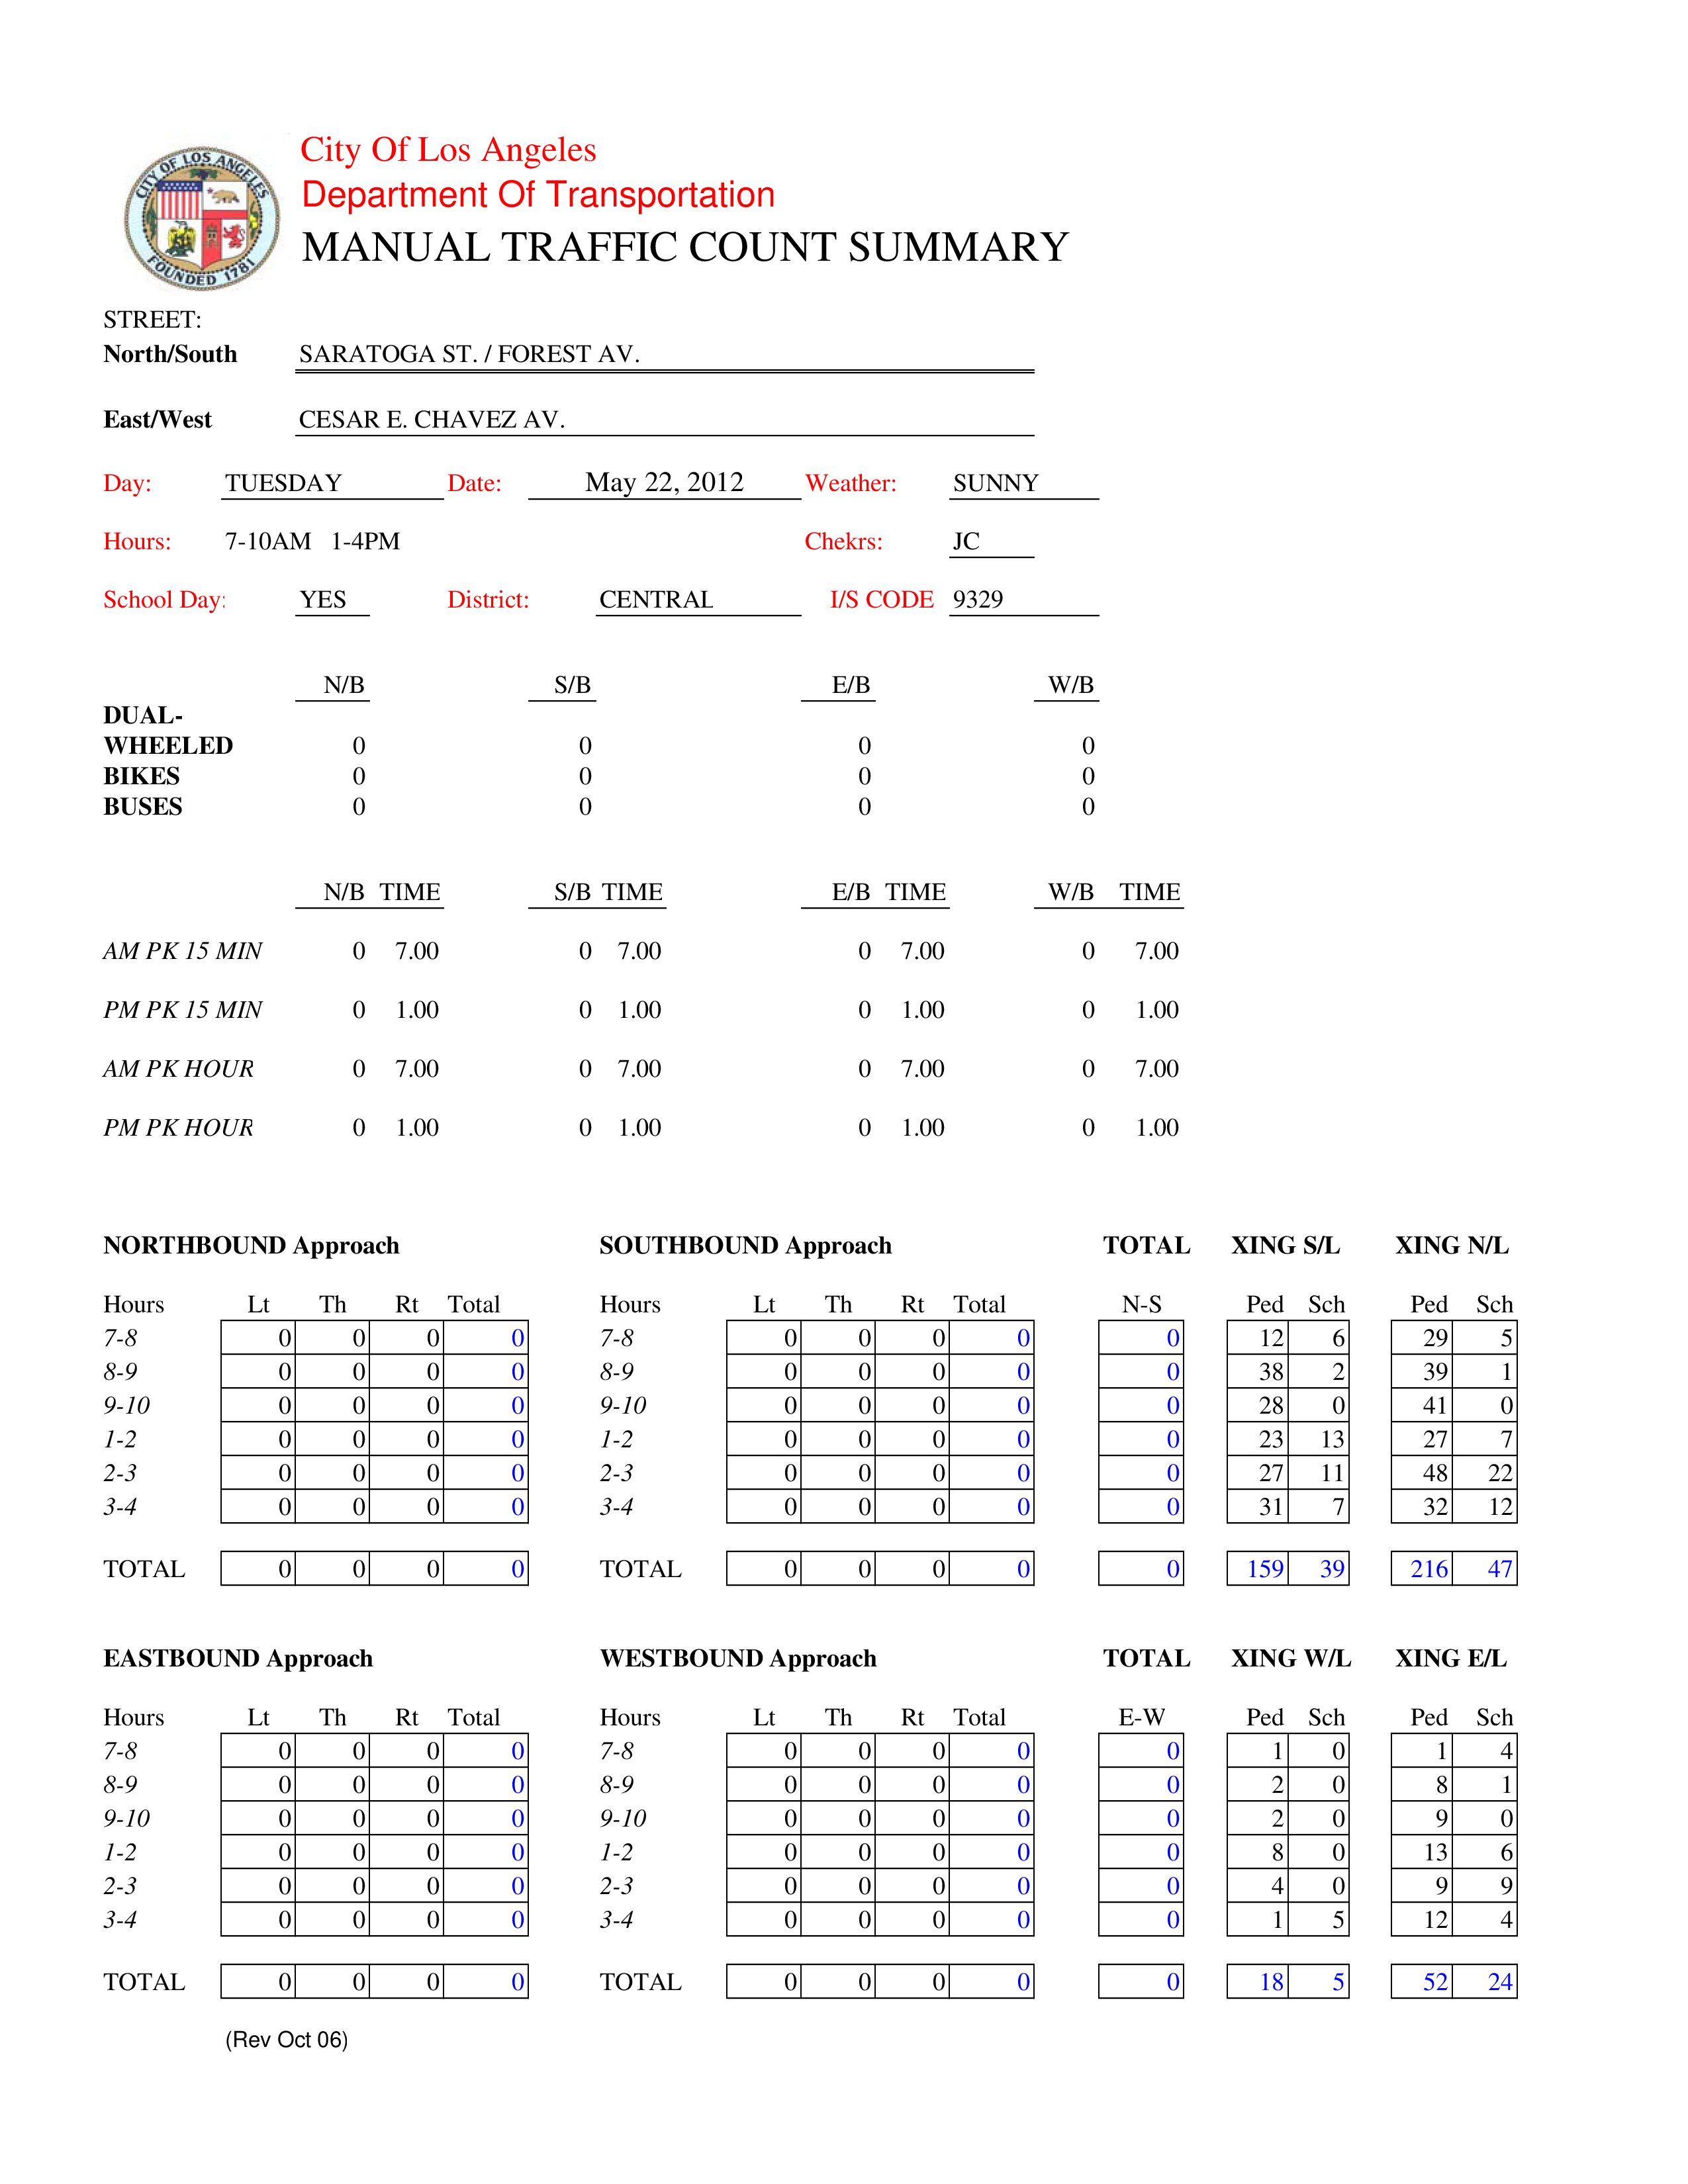 CITY OF LOS ANGELES
FOUNDED 1781
City Of Los Angeles
Department Of Transportation
MANUAL TRAFFIC COUNT SUMMARY
STREET:
North/South SARATOGA ST. / FOREST AV.
East/West CESAR E. CHAVEZ AV.
Day: TUESDAY Date: May 22, 2012 Weather: SUNNY
Hours: 7-10AM 1-4PM Chekrs: JC
School Day: YES District: CENTRAL I/S CODE 9329
N/B S/B E/B W/B
DUAL-
WHEELED 0 0 0 0
BIKES 0 0 0 0
BUSES 0 0 0 0
N/B TIME S/B TIME E/B TIME W/B TIME
AM PK 15 MIN 0 7.00 0 7.00 0 7.00 0 7.00
PM PK 15 MIN 0 1.00 0 1.00 0 1.00 0 1.00
AM PK HOUR 0 7.00 0 7.00 0 7.00 0 7.00
PM PK HOUR 0 1.00 0 1.00 0 1.00 0 1.00
NORTHBOUND Approach SOUTHBOUND Approach TOTAL XING S/L XING N/L
Hours Lt Th Rt Total Hours Lt Th Rt Total N-S Ped Sch Ped Sch
7-8 0 0 0 0 7-8 0 0 0 0 0 12 6 29 5
8-9 0 0 0 0 8-9 0 0 0 0 0 38 2 39 1
9-10 0 0 0 0 9-10 0 0 0 0 0 28 0 41 0
1-2 0 0 0 0 1-2 0 0 0 0 0 23 13 27 7
2-3 0 0 0 0 2-3 0 0 0 0 0 27 11 48 22
3-4 0 0 0 0 3-4 0 0 0 0 0 31 7 32 12
TOTAL 0 0 0 0 TOTAL 0 0 0 0 0 159 39 216 47
EASTBOUND Approach WESTBOUND Approach TOTAL XING W/L XING E/L
Hours Lt Th Rt Total Hours Lt Th Rt Total E-W Ped Sch Ped Sch
7-8 0 0 0 0 7-8 0 0 0 0 0 1 0 1 4
8-9 0 0 0 0 8-9 0 0 0 0 0 2 0 8 1
9-10 0 0 0 0 9-10 0 0 0 0 0 2 0 9 0
1-2 0 0 0 0 1-2 0 0 0 0 0 8 0 13 6
2-3 0 0 0 0 2-3 0 0 0 0 0 4 0 9 9
3-4 0 0 0 0 3-4 0 0 0 0 0 1 5 12 4
TOTAL 0 0 0 0 TOTAL 0 0 0 0 0 18 5 52 24
(Rev Oct 06)